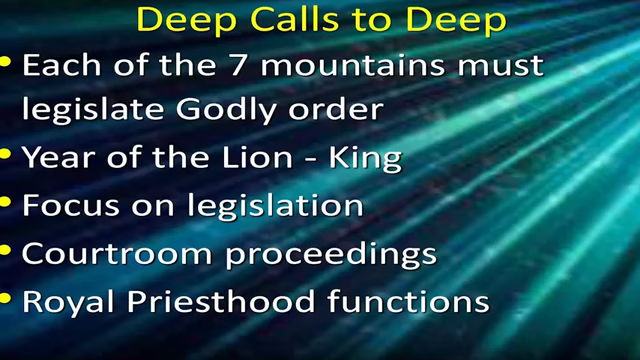 Deep Calls to Deep
• Each of the 7 mountains must
legislate Godly order
• Year of the Lion - King
• Focus on legislation
• Courtroom proceedings
• Royal Priesthood functions